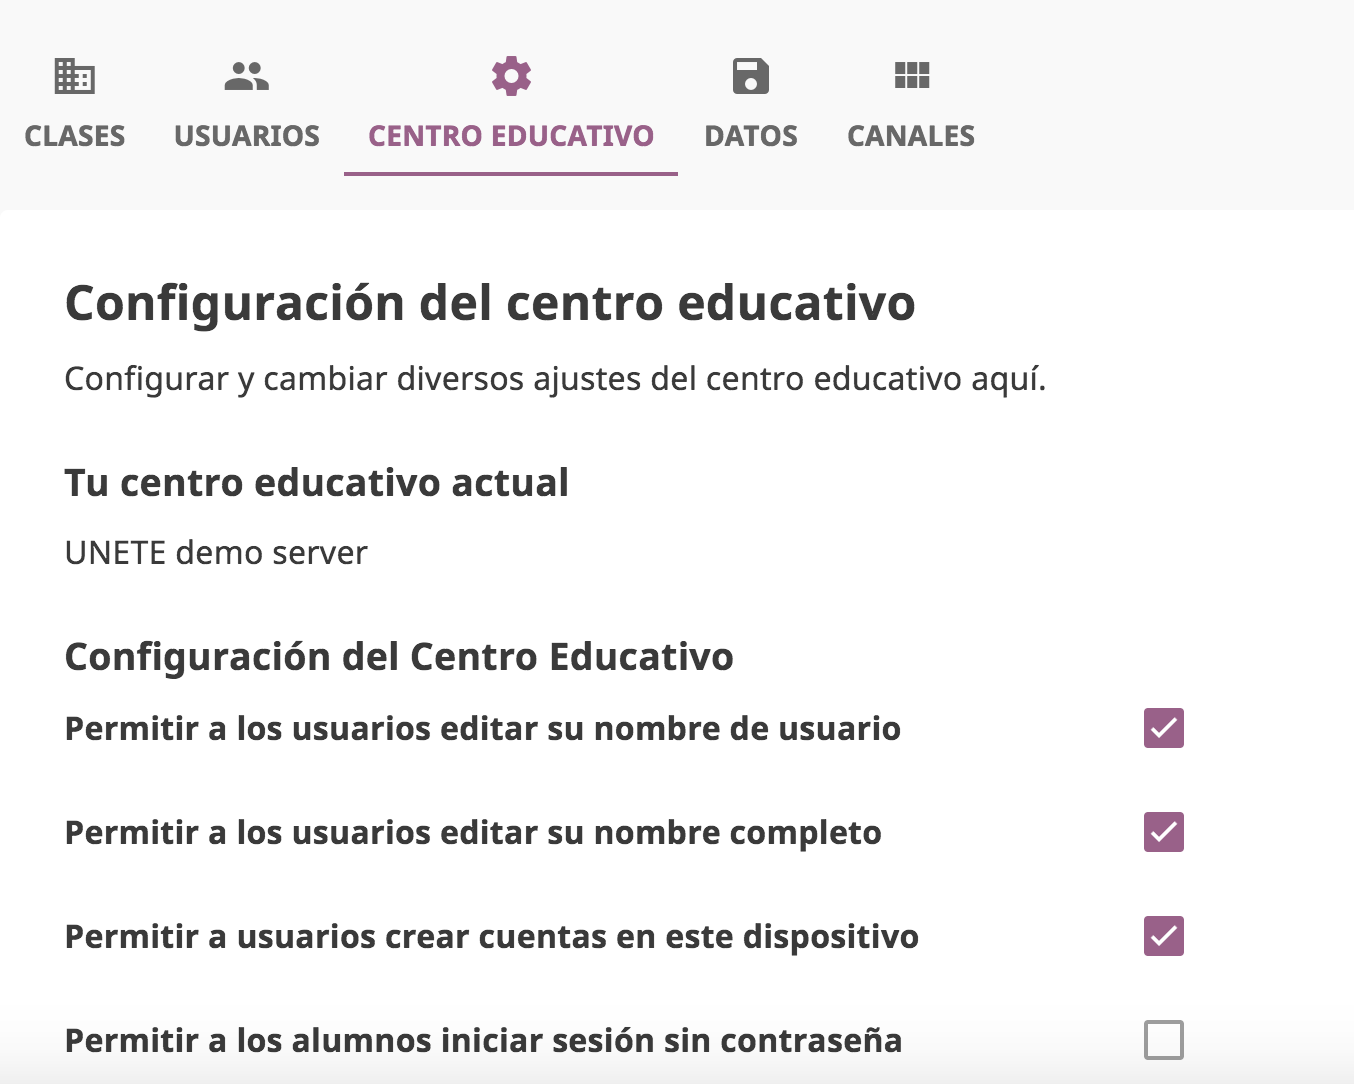 CLASES
USUARIOS
CENTRO EDUCATIVO
DATOS
CANALES
Configuración del centro educativo
Configurar y cambiar diversos ajustes del centro educativo aquí.
Tu centro educativo actual
UNETE demo server
Configuración del Centro Educativo
Permitir a los usuarios editar su nombre de usuario
Permitir a los usuarios editar su nombre completo
Permitir a usuarios crear cuentas en este dispositivo
Permitir a los alumnos iniciar sesión sin contraseña